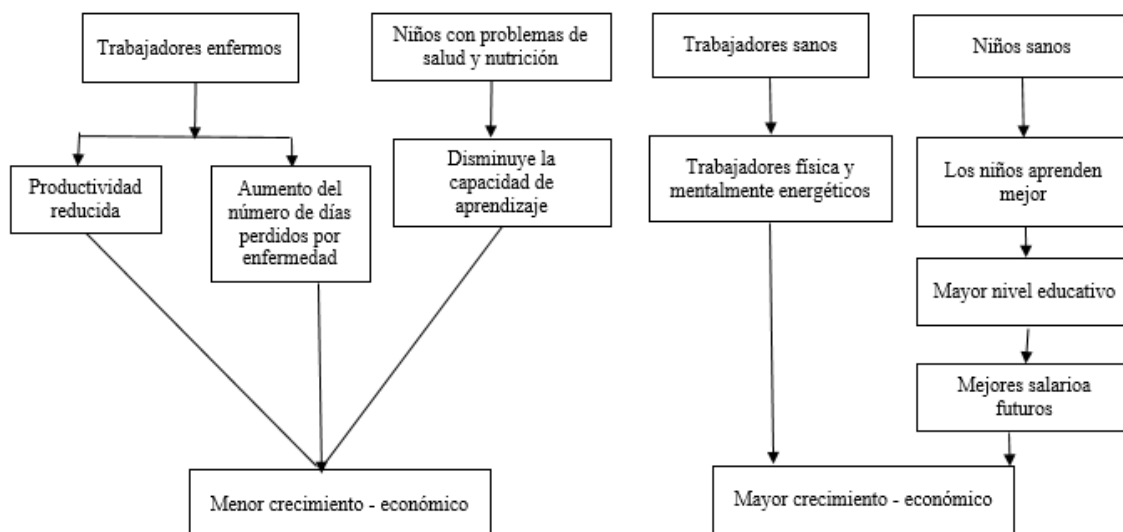 Trabajadores enfermos
Niños con problemas de
salud y nutrición
Trabajadores sanos
Niños sanos
Productividad
reducida
Aumento del
número de días
perdidos por
enfermedad
Disminuye la
capacidad de
aprendizaje
Trabajadores física y
mentalmente energéticos
Los niños aprenden
mejor
Mayor nivel educativo
Mejores salarioa
futuros
Menor crecimiento - económico
Mayor crecimiento - económico